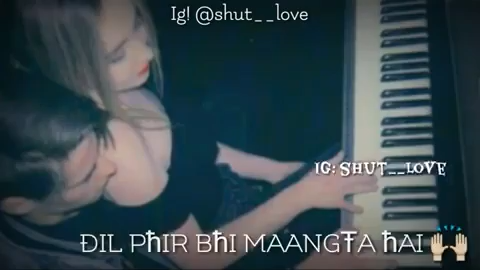 Ig! @shut__love
IG: SHUT__LOVE
ĐIL PħIR BħI MAANGŦA ħAI 🙌🏻